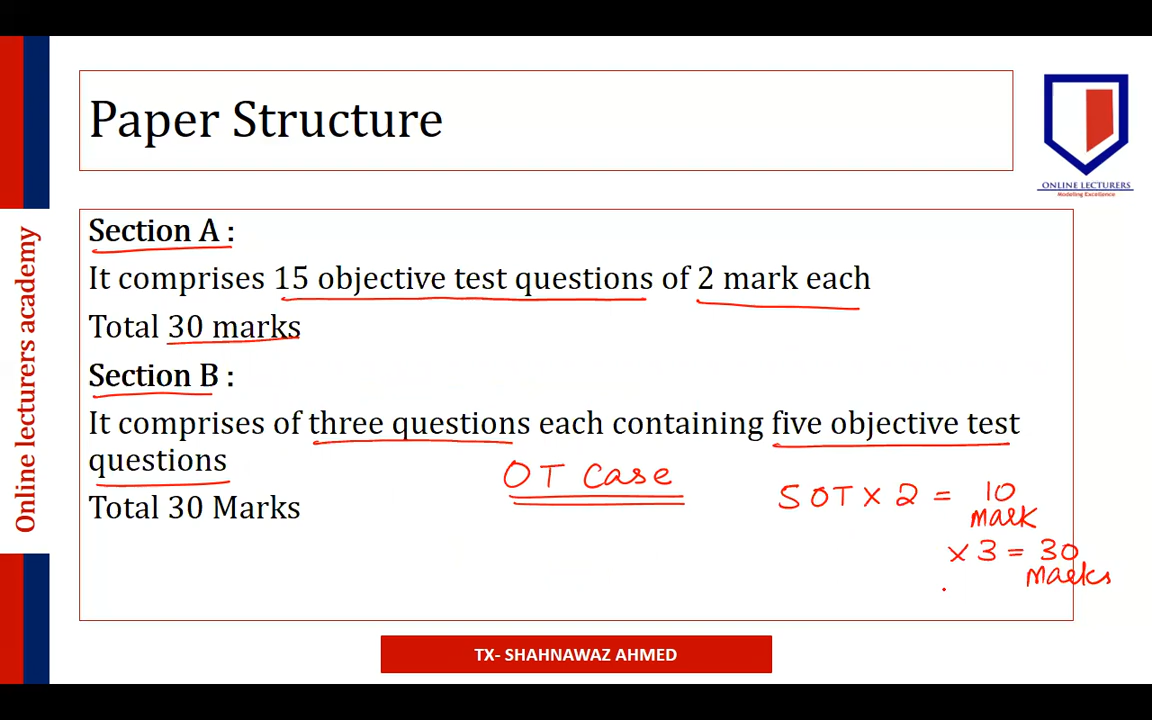 Paper Structure
ONLINE LECTURERS
Modeling Excellence
Online lecturers academy
Section A :
It comprises 15 objective test questions of 2 mark each
Total 30 marks
Section B :
It comprises of three questions each containing five objective test
questions
OT Case
5 OT X 2 = 10
mark
Total 30 Marks
x 3 = 30
marks
TX- SHAHNAWAZ AHMED